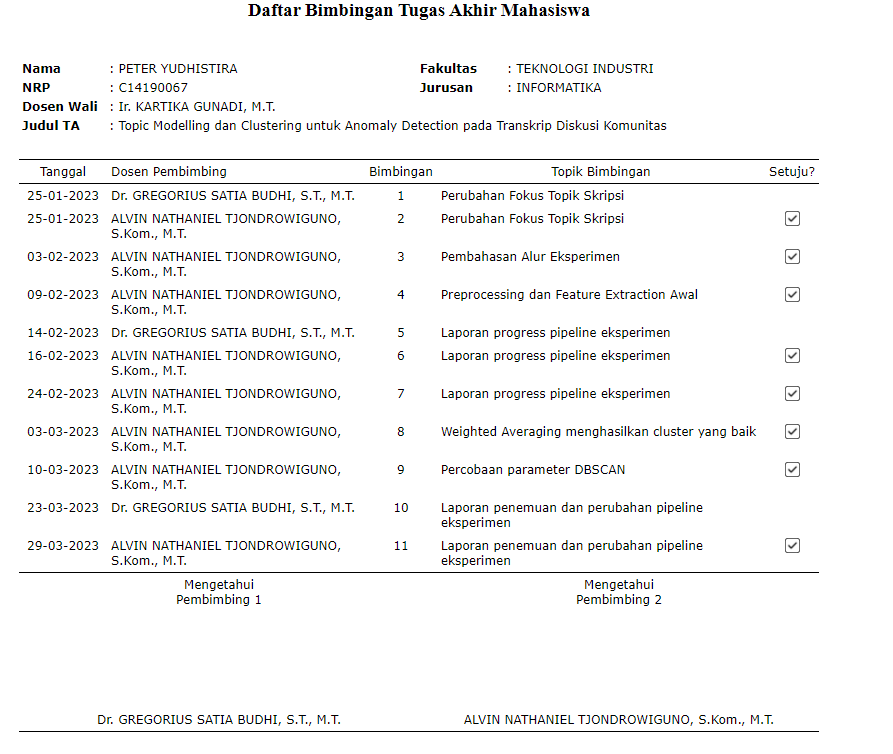 Daftar Bimbingan Tugas Akhir Mahasiswa
Nama : PETER YUDHISTIRA Fakultas : TEKNOLOGI INDUSTRI
NRP : C14190067 Jurusan : INFORMATIKA
Dosen Wali : Ir. KARTIKA GUNADI, M.T.
Judul TA : Topic Modelling dan Clustering untuk Anomaly Detection pada Transkrip Diskusi Komunitas
Tanggal Dosen Pembimbing Bimbingan Topik Bimbingan Setuju?
25-01-2023 Dr. GREGORIUS SATIA BUDHI, S.T., M.T. 1 Perubahan Fokus Topik Skripsi
25-01-2023 ALVIN NATHANIEL TJONDROWIGUNO, 2 Perubahan Fokus Topik Skripsi
S.Kom., M.T.
03-02-2023 ALVIN NATHANIEL TJONDROWIGUNO, 3 Pembahasan Alur Eksperimen
S.Kom., M.T.
09-02-2023 ALVIN NATHANIEL TJONDROWIGUNO, 4 Preprocessing dan Feature Extraction Awal
S.Kom., M.T.
14-02-2023 Dr. GREGORIUS SATIA BUDHI, S.T., M.T. 5 Laporan progress pipeline eksperimen
16-02-2023 ALVIN NATHANIEL TJONDROWIGUNO, 6 Laporan progress pipeline eksperimen
S.Kom., M.T.
24-02-2023 ALVIN NATHANIEL TJONDROWIGUNO, 7 Laporan progress pipeline eksperimen
S.Kom., M.T.
03-03-2023 ALVIN NATHANIEL TJONDROWIGUNO, 8 Weighted Averaging menghasilkan cluster yang baik
S.Kom., M.T.
10-03-2023 ALVIN NATHANIEL TJONDROWIGUNO, 9 Percobaan parameter DBSCAN
S.Kom., M.T.
23-03-2023 Dr. GREGORIUS SATIA BUDHI, S.T., M.T. 10 Laporan penemuan dan perubahan pipeline
eksperimen
29-03-2023 ALVIN NATHANIEL TJONDROWIGUNO, 11 Laporan penemuan dan perubahan pipeline
S.Kom., M.T. eksperimen
Mengetahui Mengetahui
Pembimbing 1 Pembimbing 2
Dr. GREGORIUS SATIA BUDHI, S.T., M.T. ALVIN NATHANIEL TJONDROWIGUNO, S.Kom., M.T.